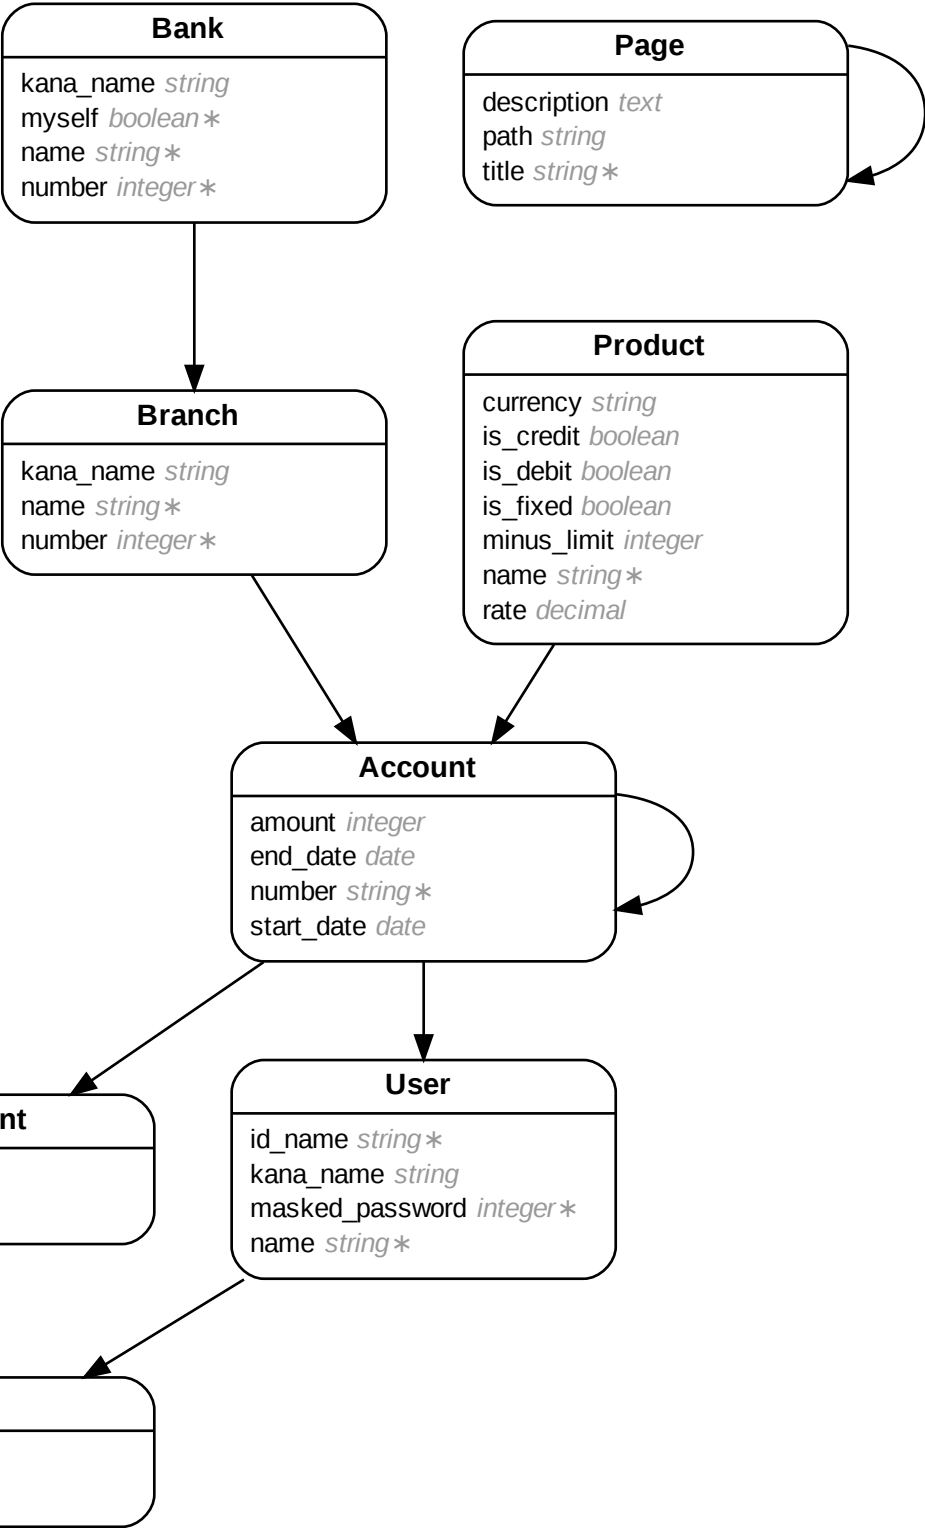 Bank
kana_name string
myself boolean∗
name string∗
number integer∗
Page
description text
path string
title string∗
Branch
kana_name string
name string∗
number integer∗
Product
currency string
is_credit boolean
is_debit boolean
is_fixed boolean
minus_limit integer
name string∗
rate decimal
Account
amount integer
end_date date
number string∗
start_date date
nt
User
id_name string∗
kana_name string
masked_password integer∗
name string∗